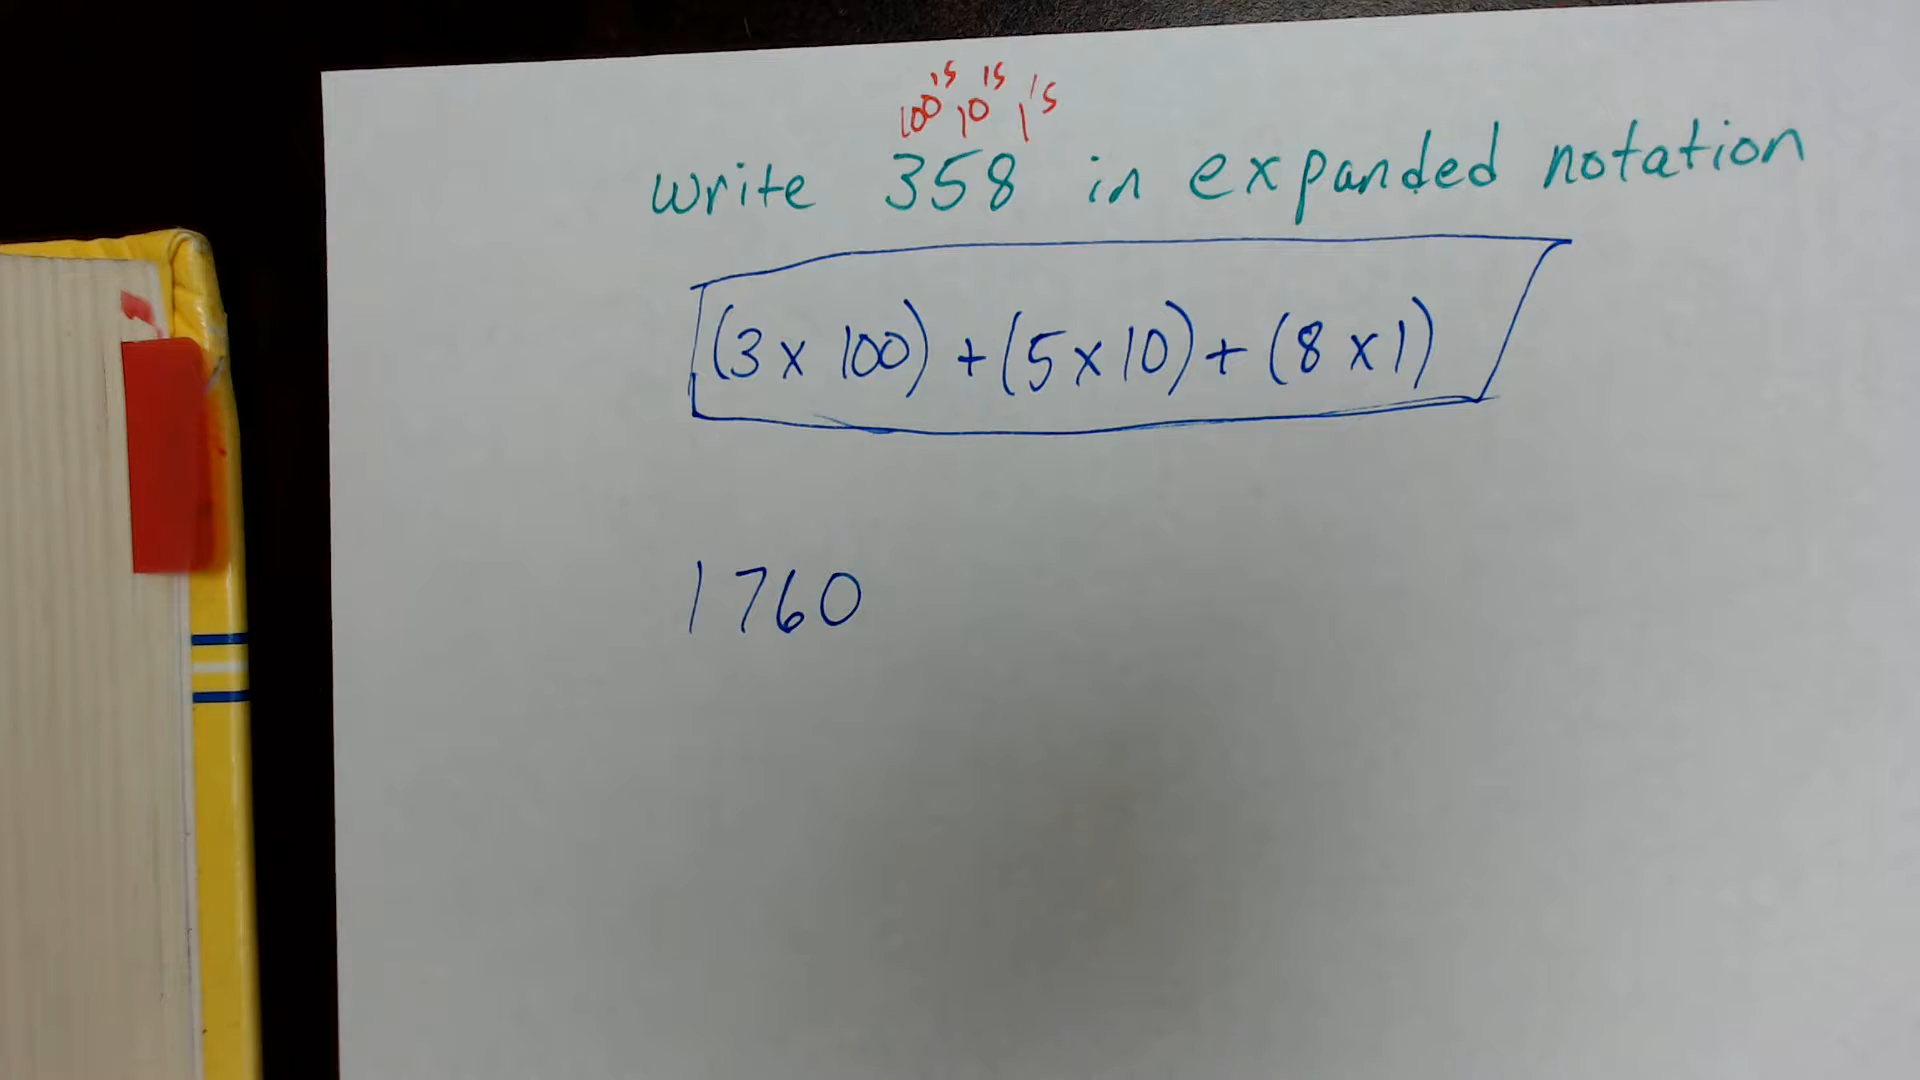 100's 10's 1's
write 358 in expanded notation
(3 x 100) + (5 x 10) + (8 x 1)
1760